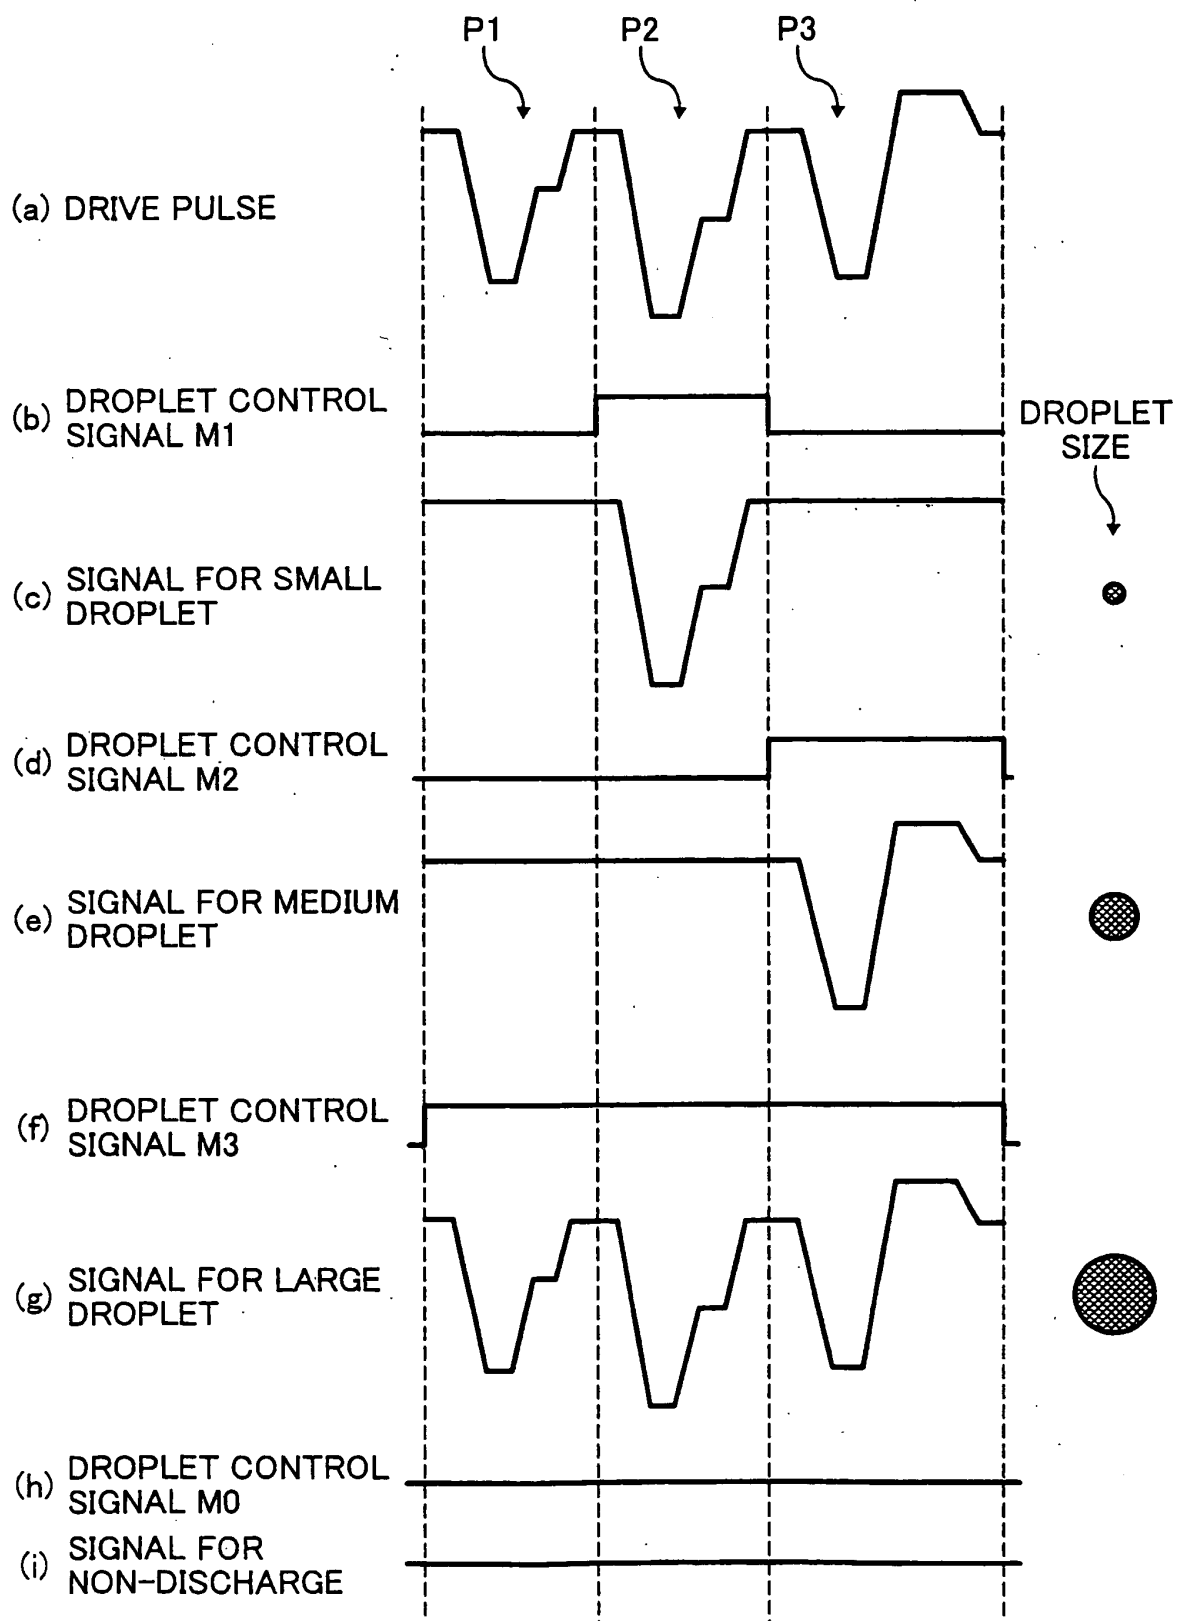 P1 P2 P3
(a) DRIVE PULSE
(b) DROPLET CONTROL
SIGNAL M1
DROPLET
SIZE
(c) SIGNAL FOR SMALL
DROPLET
(d) DROPLET CONTROL
SIGNAL M2
(e) SIGNAL FOR MEDIUM
DROPLET
(f) DROPLET CONTROL
SIGNAL M3
(g) SIGNAL FOR LARGE
DROPLET
(h) DROPLET CONTROL
SIGNAL M0
(i) SIGNAL FOR
NON-DISCHARGE